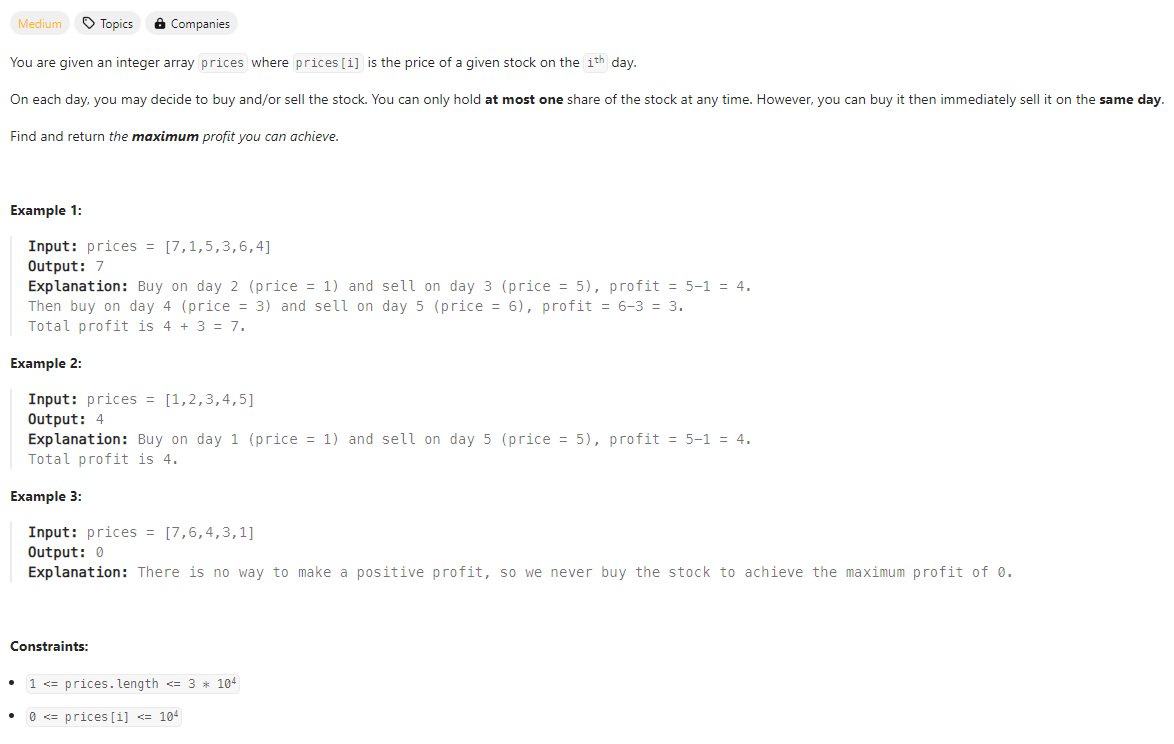 Medium Topics Companies
You are given an integer array prices where prices[i] is the price of a given stock on the iᵗʰ day.
On each day, you may decide to buy and/or sell the stock. You can only hold at most one share of the stock at any time. However, you can buy it then immediately sell it on the same day.
Find and return the maximum profit you can achieve.
Example 1:
Input: prices = [7,1,5,3,6,4]
Output: 7
Explanation: Buy on day 2 (price = 1) and sell on day 3 (price = 5), profit = 5-1 = 4.
Then buy on day 4 (price = 3) and sell on day 5 (price = 6), profit = 6-3 = 3.
Total profit is 4 + 3 = 7.
Example 2:
Input: prices = [1,2,3,4,5]
Output: 4
Explanation: Buy on day 1 (price = 1) and sell on day 5 (price = 5), profit = 5-1 = 4.
Total profit is 4.
Example 3:
Input: prices = [7,6,4,3,1]
Output: 0
Explanation: There is no way to make a positive profit, so we never buy the stock to achieve the maximum profit of 0.
Constraints:
• 1 <= prices.length <= 3 * 10⁴
• 0 <= prices[i] <= 10⁴